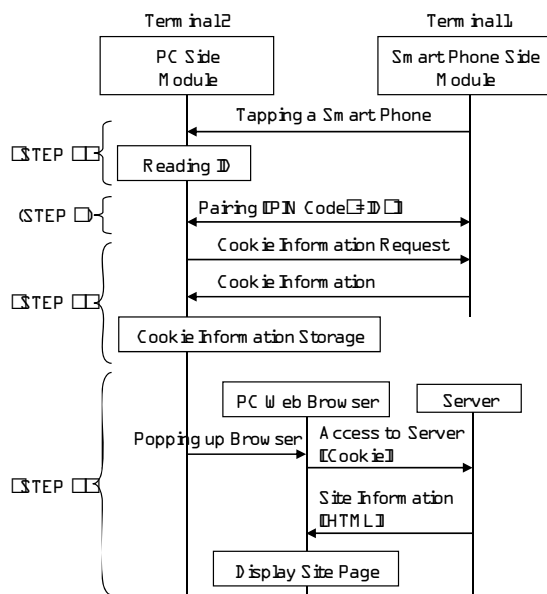 Terminal2
Terminal1
PC Side
Module
Smart Phone Side
Module
Tapping a Smart Phone
STEP
Reading ID
(STEP □)
Pairing PIN Code = ID
Cookie Information Request
Cookie Information
STEP
Cookie Information Storage
PC Web Browser
Server
Popping up Browser
Access to Server
[Cookie]
STEP
Site Information
[HTML]
Display Site Page